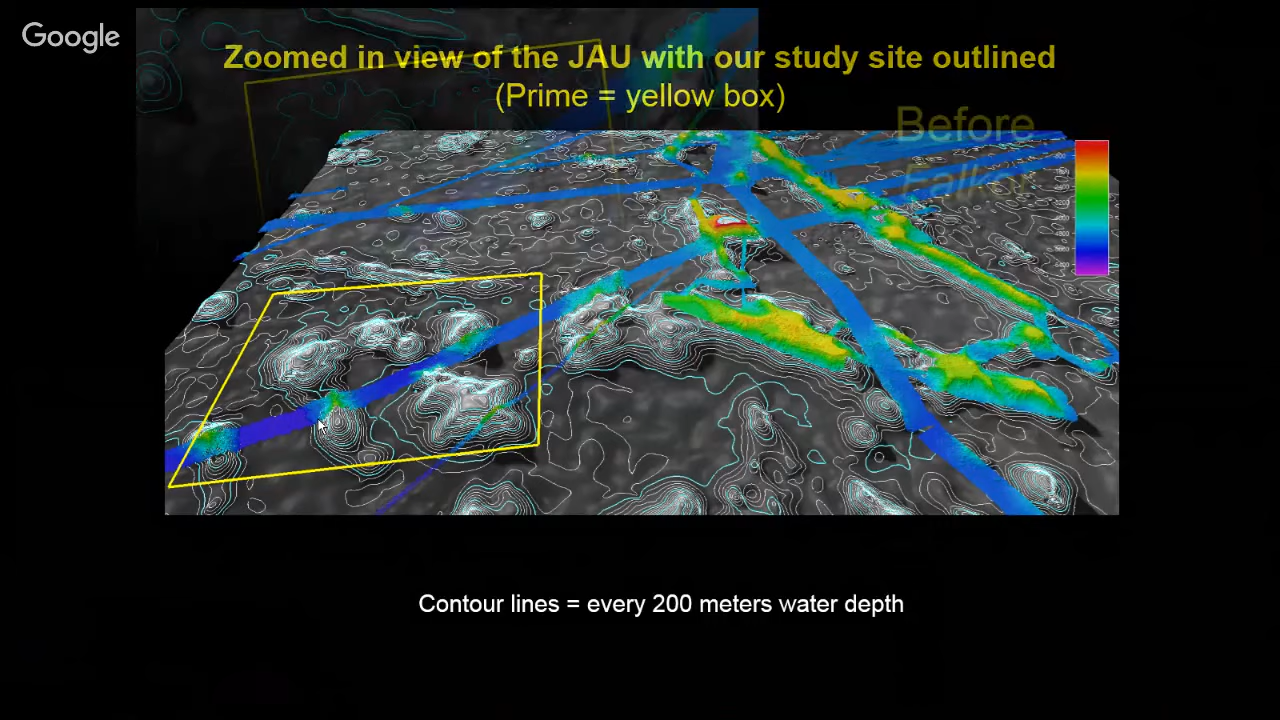 Google
Zoomed in view of the JAU with our study site outlined
(Prime = yellow box)
Before
Falkor
Contour lines = every 200 meters water depth